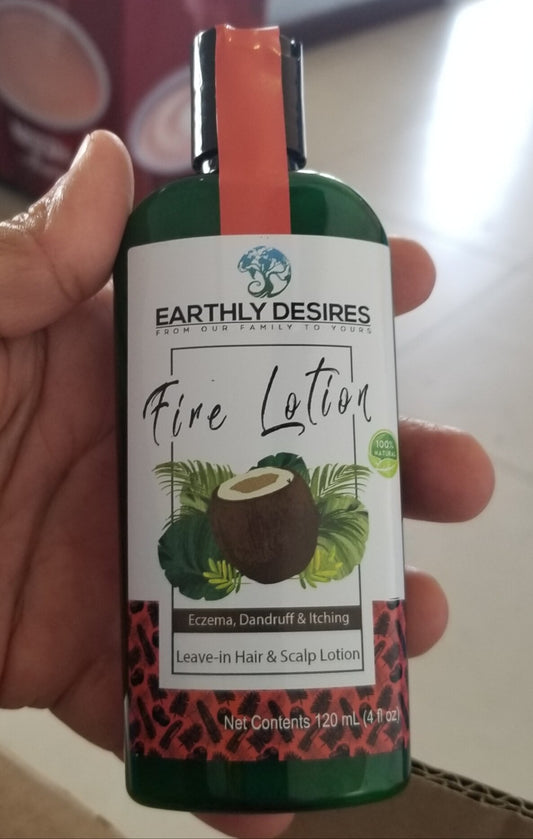 EARTHLY DESIRES
FROM OUR FAMILY TO YOURS
Fire Lotion
100%
NATURAL
Eczema, Dandruff & Itching
Leave-in Hair & Scalp Lotion
Net Contents 120 mL (4 fl oz)